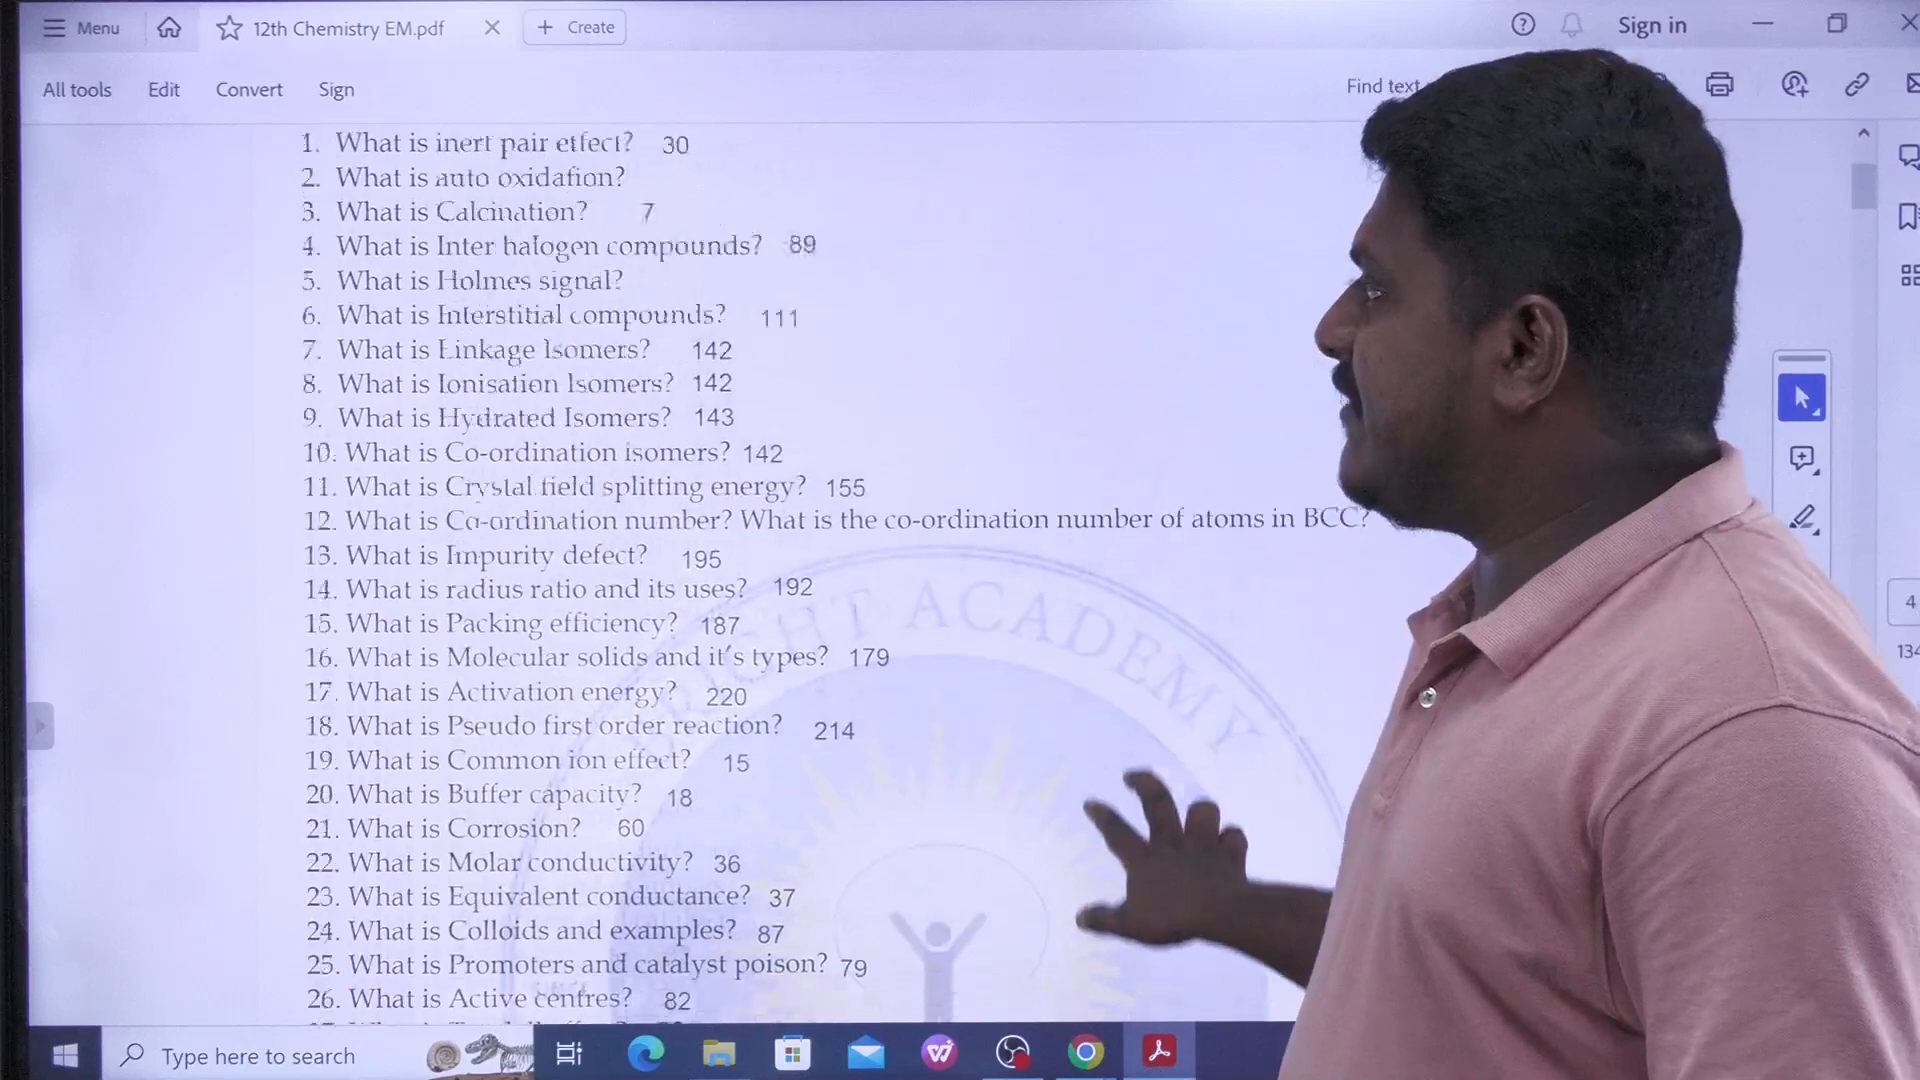 Menu
12th Chemistry EM.pdf
+ Create
Sign in
All tools Edit Convert Sign
Find text
1. What is inert pair effect? 30
2. What is auto oxidation?
3. What is Calcination? 7
4. What is Inter halogen compounds? 89
5. What is Holmes signal?
6. What is Interstitial compounds? 111
7. What is Linkage Isomers? 142
8. What is Ionisation Isomers? 142
9. What is Hydrated Isomers? 143
10. What is Co-ordination isomers? 142
11. What is Crystal field splitting energy? 155
12. What is Co-ordination number? What is the co-ordination number of atoms in BCC?
13. What is Impurity defect? 195
14. What is radius ratio and its uses? 192
15. What is Packing efficiency? 187
16. What is Molecular solids and it's types? 179
17. What is Activation energy? 220
18. What is Pseudo first order reaction? 214
19. What is Common ion effect? 15
20. What is Buffer capacity? 18
21. What is Corrosion? 60
22. What is Molar conductivity? 36
23. What is Equivalent conductance? 37
24. What is Colloids and examples? 87
25. What is Promoters and catalyst poison? 79
26. What is Active centres? 82
BRIGHT ACADEMY
4
134
Type here to search